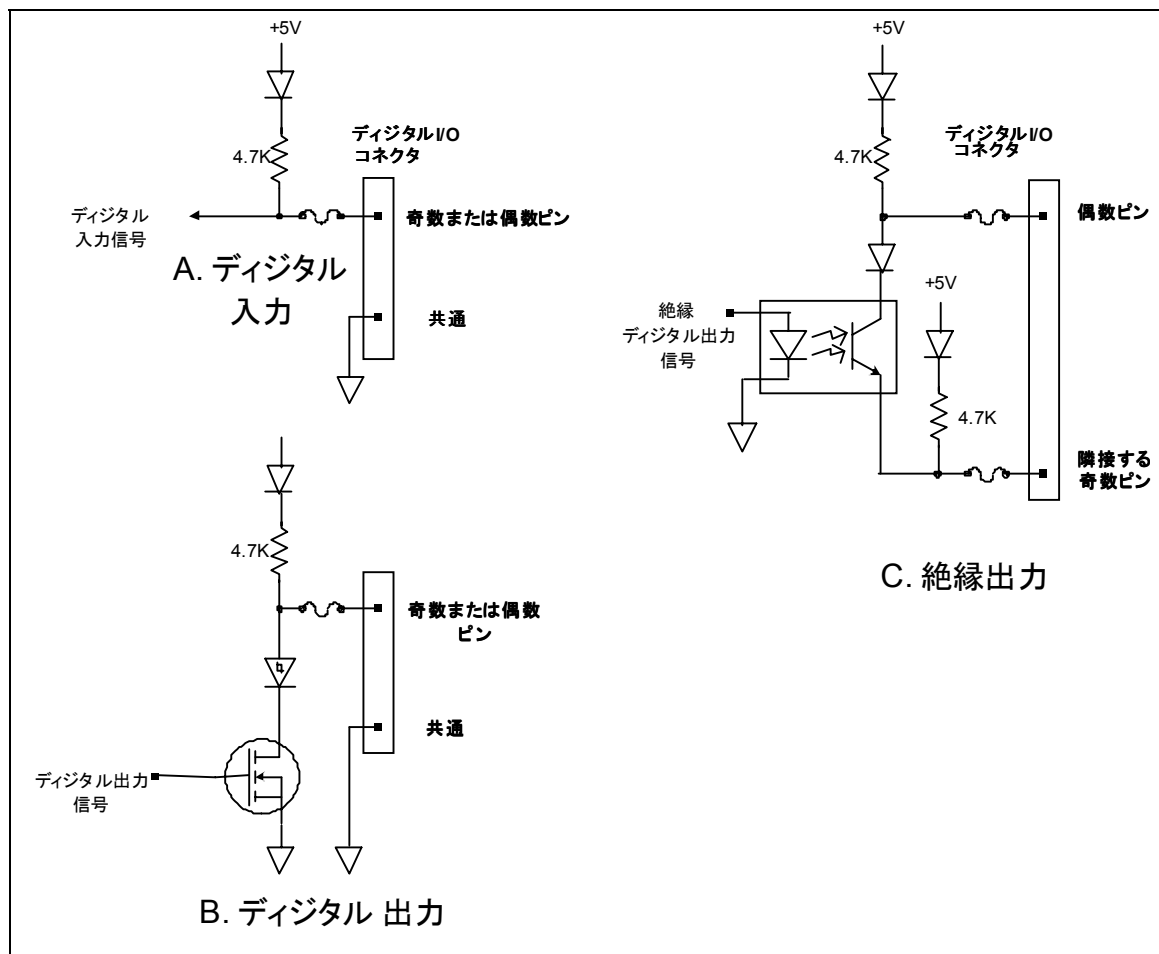 +5V
4.7K
ディジタルI/O
コネクタ
ディジタル
入力信号
奇数または偶数ピン
A. ディジタル
入力
共通
+5V
4.7K
ディジタルI/O
コネクタ
偶数ピン
絶縁
ディジタル出力
信号
+5V
4.7K
隣接する
奇数ピン
C. 絶縁出力
4.7K
奇数または偶数
ピン
共通
ディジタル出力
信号
B. ディジタル 出力